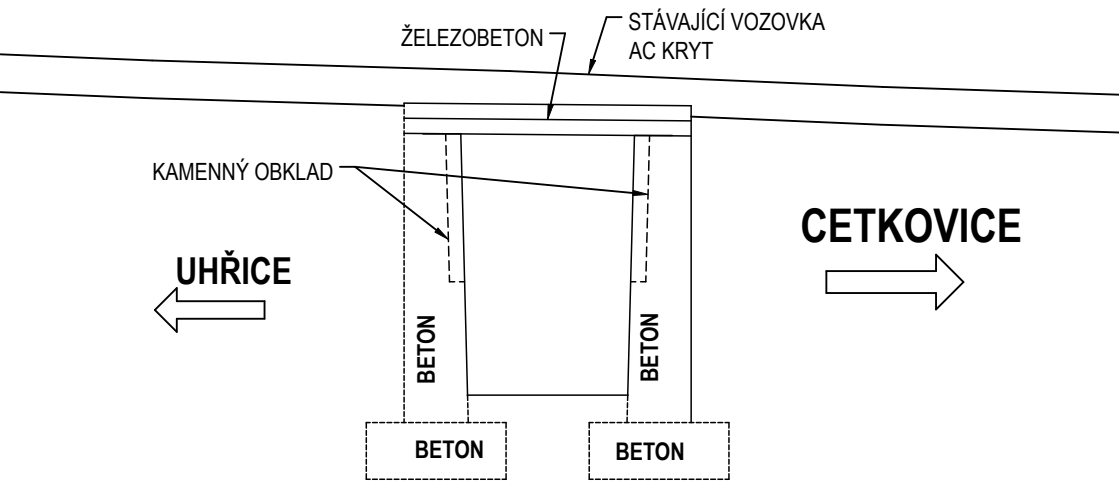 STÁVAJÍCÍ VOZOVKA
AC KRYT
ŽELEZOBETON
KAMENNÝ OBKLAD
CETKOVICE
UHŘICE
BETON
BETON
BETON
BETON